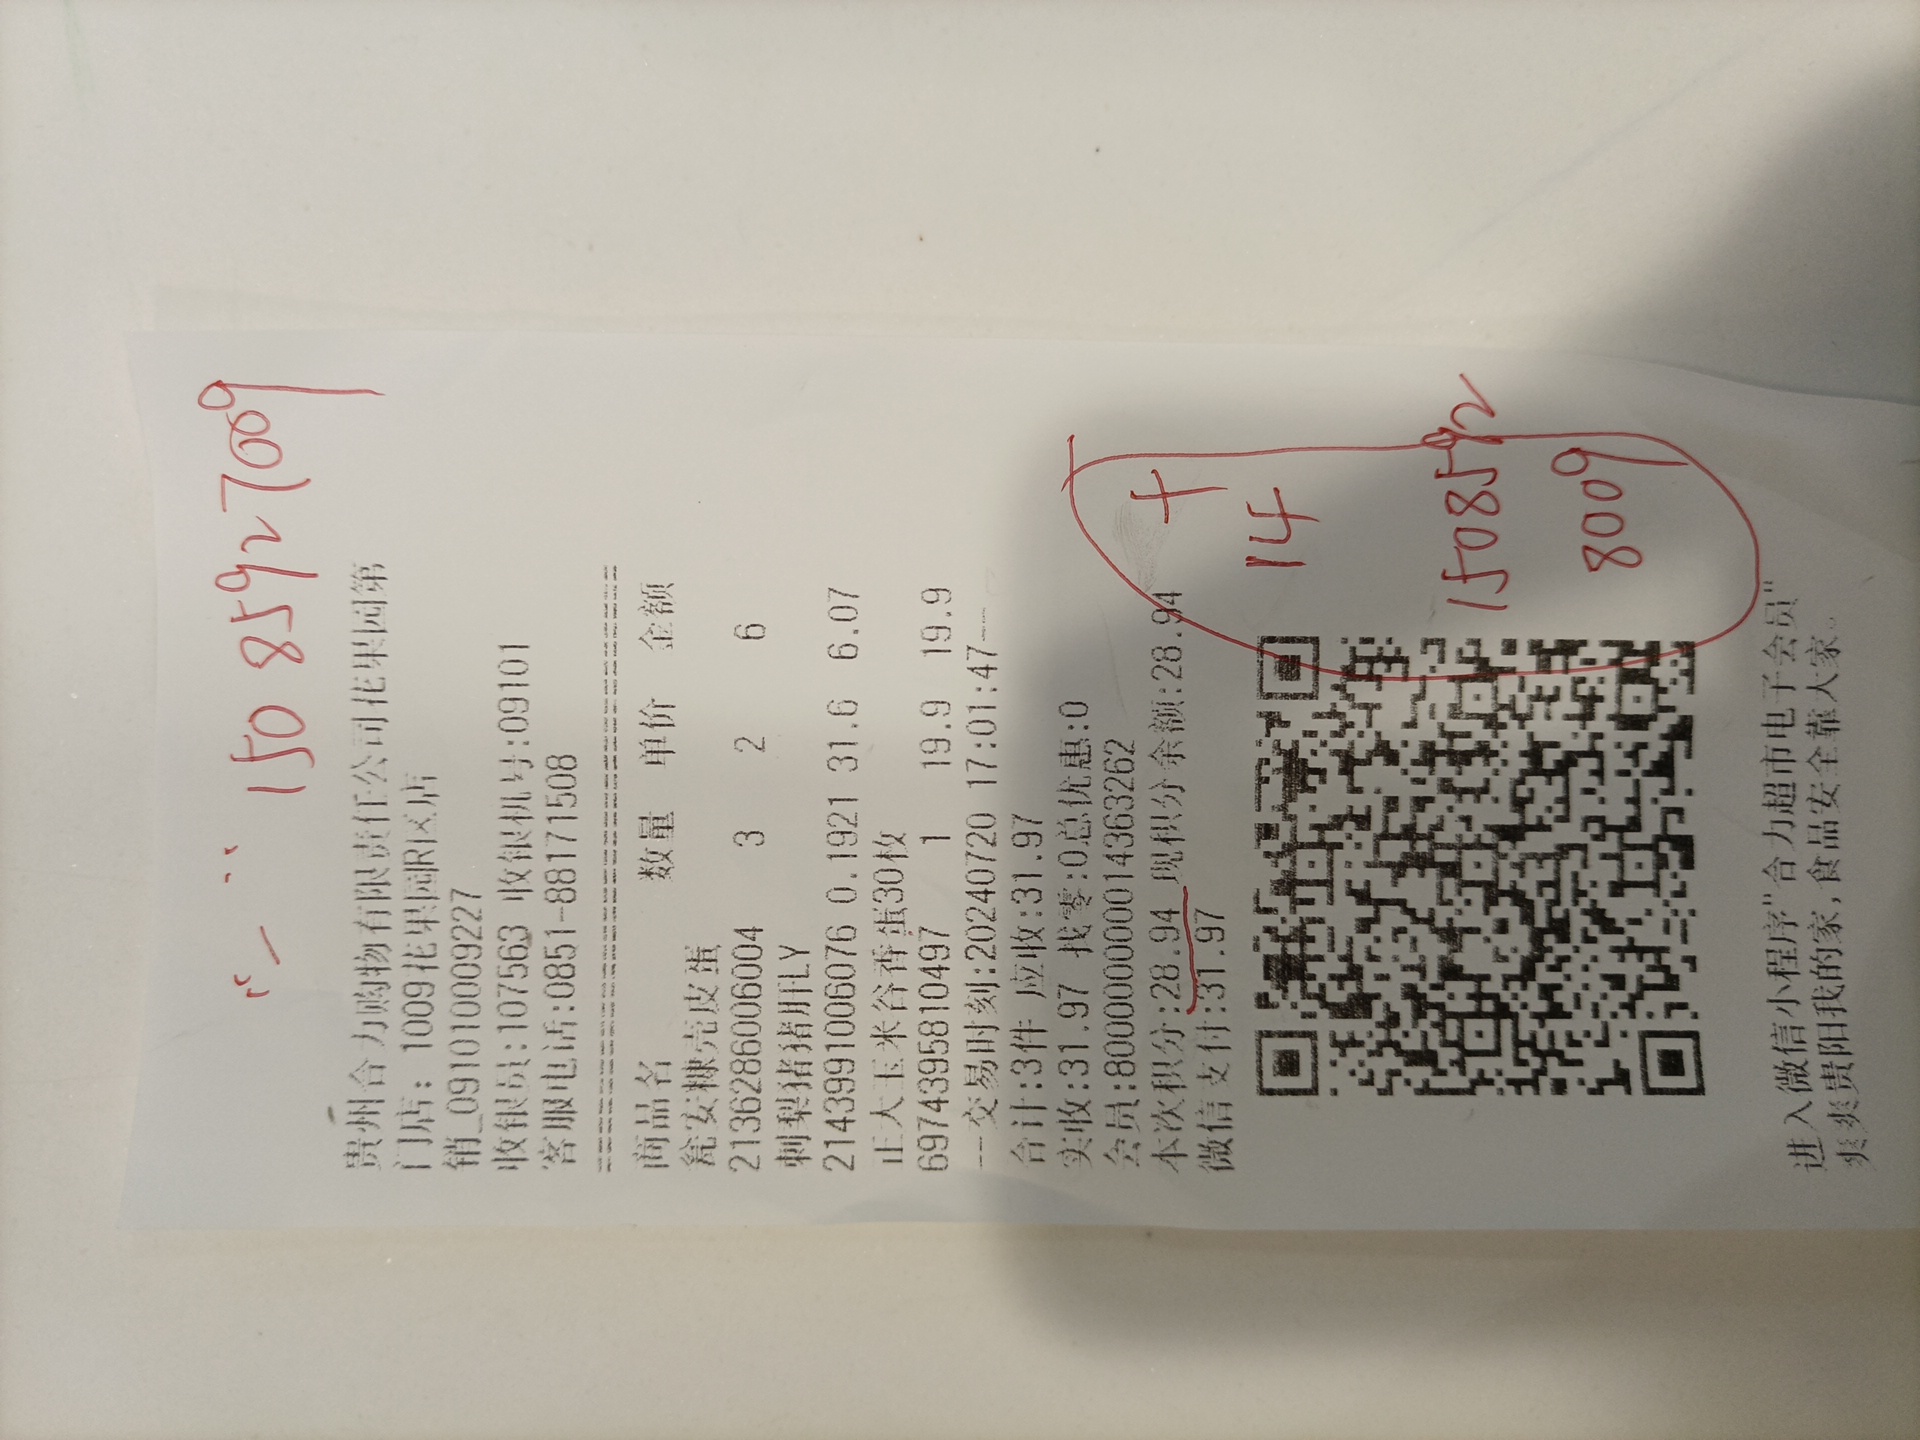 150 859 27009
贵州合力购物有限责任公司花果园第
门店: 1009花果园R区店
销_0910100009227
收银员:107563 收银机号:09101
客服电话:0851-88171508
商品名 数量 单价 金额
瓮安糠壳皮蛋
2136286006004 3 2 6
刺梨猪猪肝LY
2143991006076 0.1921 31.6 6.07
正大玉米谷香蛋30枚
6974395810497 1 19.9 19.9
---交易时刻:20240720 17:01:47---
合计:3件 应收:31.97
实收:31.97 找零:0总优惠:0
会员:80000000014363262
本次积分:28.94 现积分余额:28.94
微信支付:31.97
14
1508592
8009
进入微信小程序"合力超市电子会员"
爽爽贵阳我的家,食品安全靠大家。